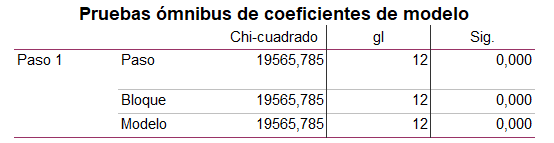 Pruebas ómnibus de coeficientes de modelo
Chi-cuadrado gl Sig.
Paso 1 Paso 19565,785 12 0,000
Bloque 19565,785 12 0,000
Modelo 19565,785 12 0,000